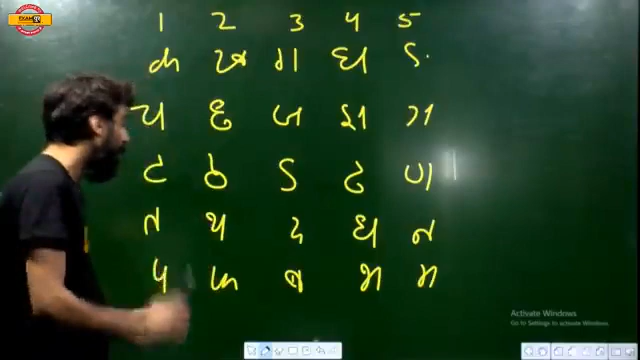 1 2 3 4 5
क ख ग घ ङ
च छ ज झ ञ
ट ठ ड ढ ण
त थ द ध न
प फ ब भ म
Activate Windows
Go to Settings to activate Windows.